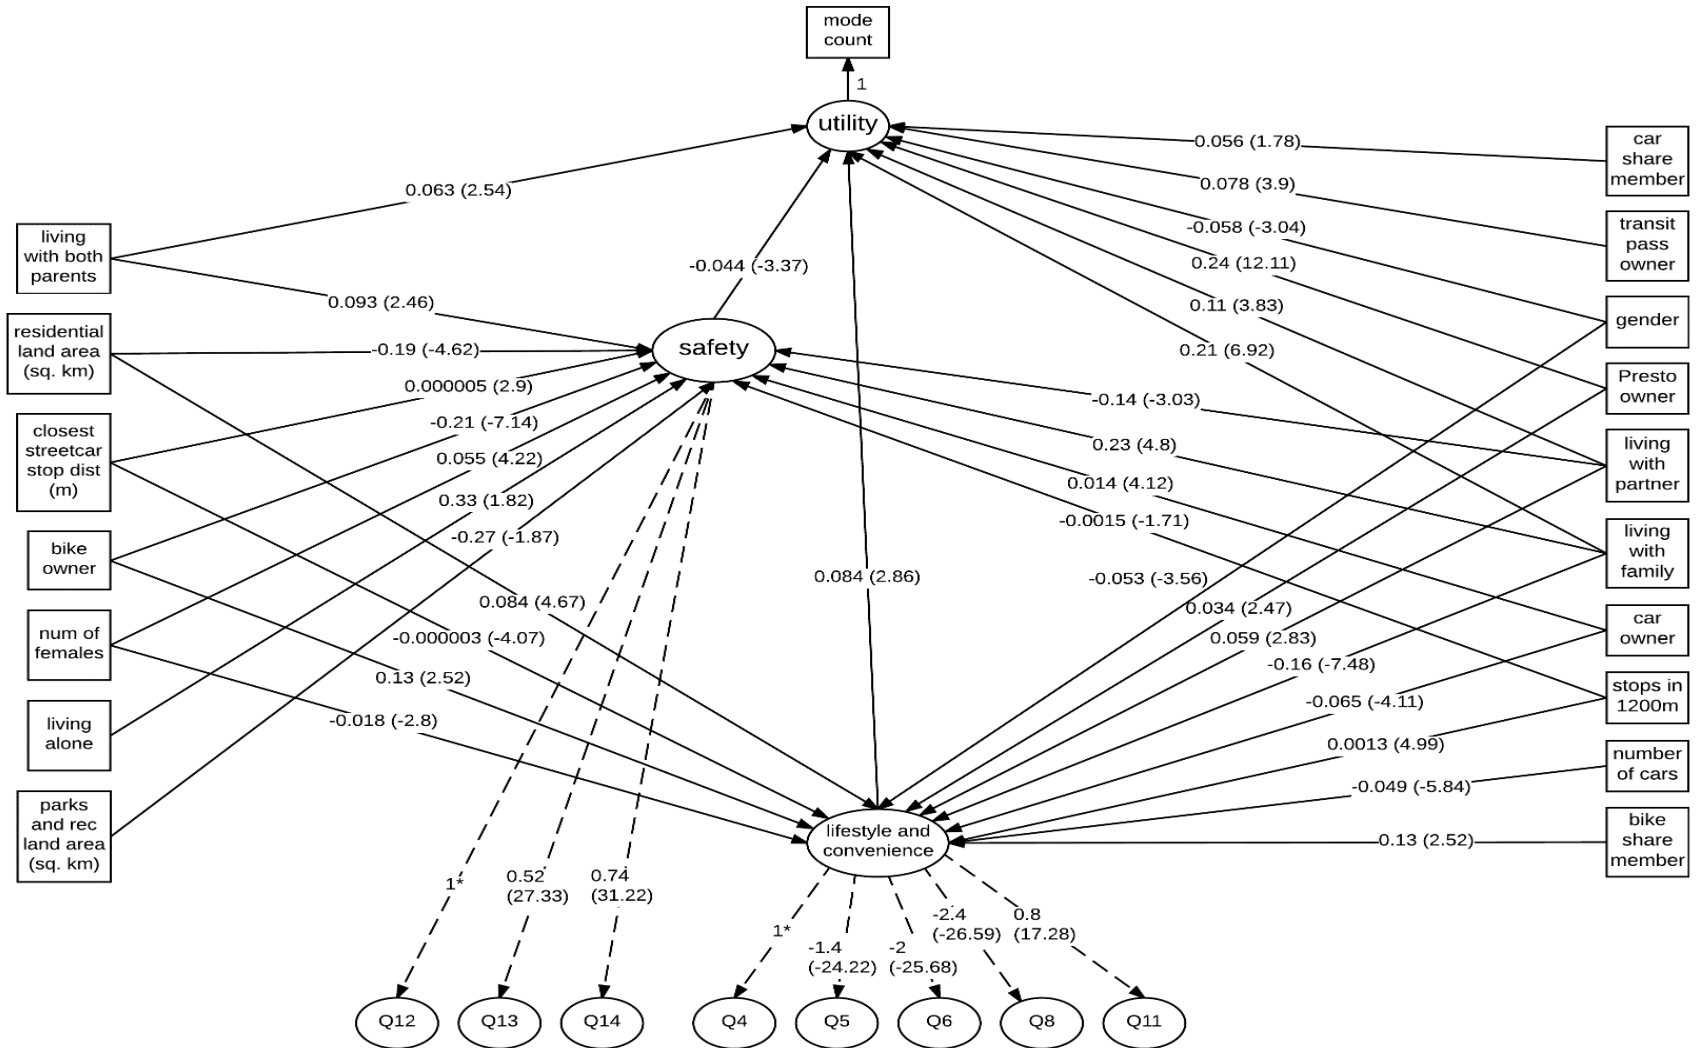 mode
count
1
utility
0.056 (1.78)
car
share
member
0.078 (3.9)
0.063 (2.54)
transit
pass
owner
-0.058 (-3.04)
living
with both
parents
0.24 (12.11)
-0.044 (-3.37)
0.093 (2.46)
0.11 (3.83)
gender
residential
land area
(sq. km)
-0.19 (-4.62)
safety
0.21 (6.92)
Presto
owner
0.000005 (2.9)
-0.14 (-3.03)
closest
streetcar
stop dist
(m)
-0.21 (-7.14)
0.23 (4.8)
living
with
partner
0.055 (4.22)
0.014 (4.12)
0.33 (1.82)
-0.0015 (-1.71)
-0.27 (-1.87)
living
with
family
bike
owner
0.084 (2.86)
-0.053 (-3.56)
0.084 (4.67)
0.034 (2.47)
car
owner
num of
females
-0.000003 (-4.07)
0.059 (2.83)
-0.16 (-7.48)
0.13 (2.52)
stops in
1200m
-0.065 (-4.11)
living
alone
-0.018 (-2.8)
0.0013 (4.99)
number
of cars
-0.049 (-5.84)
parks
and rec
land area
(sq. km)
lifestyle and
convenience
0.13 (2.52)
bike
share
member
1*
0.52
(27.33)
0.74
(31.22)
1*
-1.4
(-24.22)
-2
(-25.68)
-2.4
(-26.59)
0.8
(17.28)
Q12
Q13
Q14
Q4
Q5
Q6
Q8
Q11